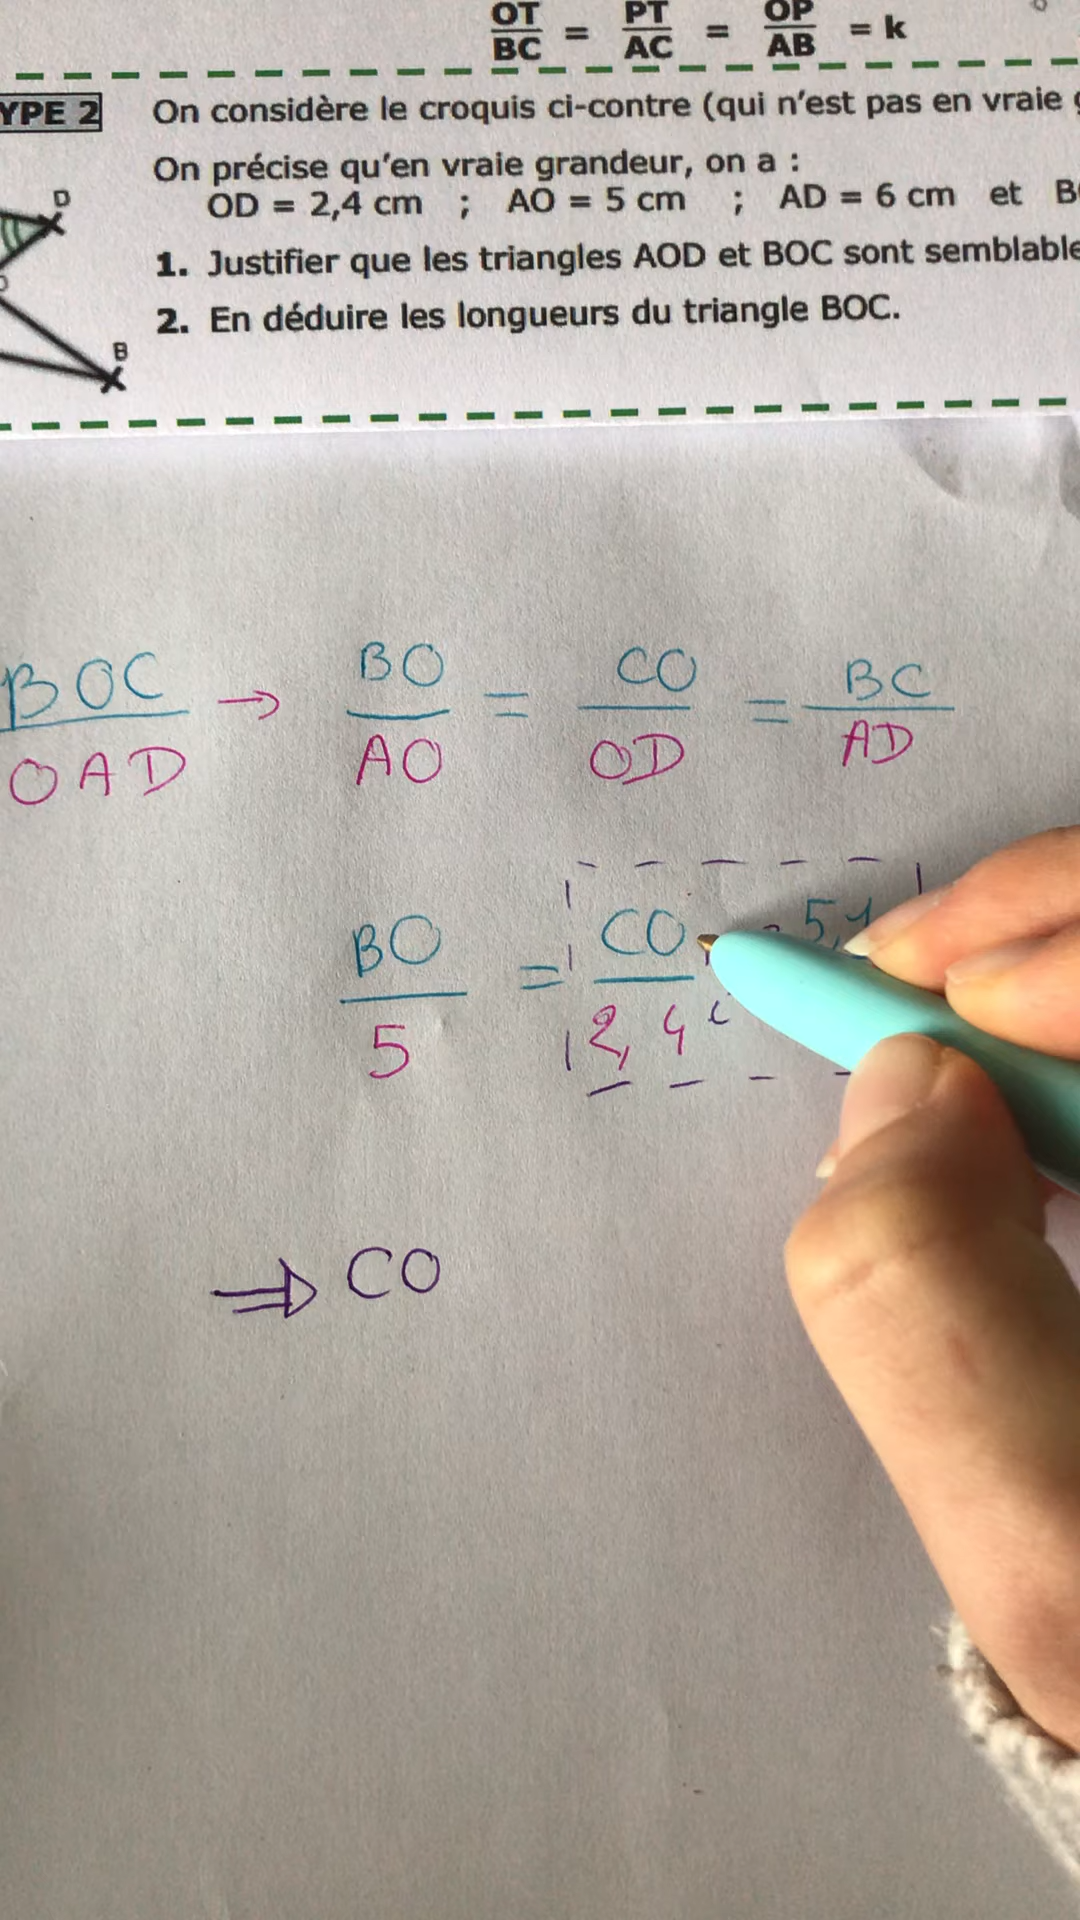 OT/BC = PT/AC = OP/AB = k
YPE 2
On considère le croquis ci-contre (qui n'est pas en vraie
On précise qu'en vraie grandeur, on a :
OD = 2,4 cm ; AO = 5 cm ; AD = 6 cm et B
1. Justifier que les triangles AOD et BOC sont semblable
2. En déduire les longueurs du triangle BOC.
D
B
BOC/OAD → BO/AO = CO/OD = BC/AD
BO/5 = CO/2,4 = 5,1
⇒ CO